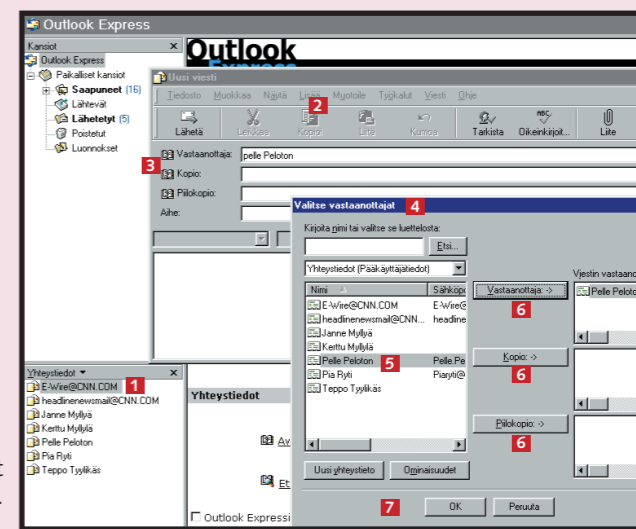 Outlook Express
Kansiot ×
Outlook Express
Paikalliset kansiot
Saapuneet (16)
Lähtevät
Lähetetyt (5)
Poistetut
Luonnokset
Outlook
Express
Uusi viesti
Tiedosto Muokkaa Näytä Lisää Muotoile Työkalut Viesti Ohje
2
Lähetä Leikkaa Kopioi Liitä Kumoa Tarkista Oikeinkirjoit... Liite
3
Vastaanottaja: pelle Peloton
Kopio:
Piilokopio:
Aihe:
Valitse vastaanottajat 4
Kirjoita nimi tai valitse se luettelosta:
Etsi...
Yhteystiedot (Pääkäyttäjätiedot)
Nimi Sähköpo
E-Wire@CNN.COM E-Wire@
headlinenewsmail@CNN... headline
Janne Myllyä
Kerttu Myllylä
Pelle Peloton 5 Pelle.Pe
Pia Ryti Piaryti@
Teppo Tyylikäs
Vastaanottaja: ->
6
Kopio: ->
6
Piilokopio: ->
6
Viestin vastaano
Pelle Peloto
Uusi yhteystieto Ominaisuudet
7 OK Peruuta
Yhteystiedot ×
E-Wire@CNN.COM 1
headlinenewsmail@CNN.COM
Janne Myllyä
Kerttu Myllylä
Pelle Peloton
Pia Ryti
Teppo Tyylikäs
Yhteystiedot
Av
Et
Outlook Expressi
t
.